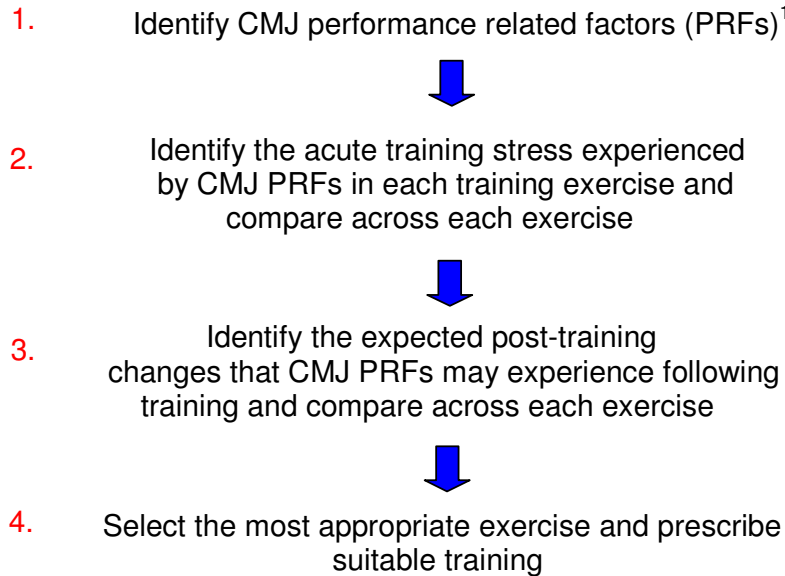 1. Identify CMJ performance related factors (PRFs)¹
2. Identify the acute training stress experienced
by CMJ PRFs in each training exercise and
compare across each exercise
3. Identify the expected post-training
changes that CMJ PRFs may experience following
training and compare across each exercise
4. Select the most appropriate exercise and prescribe
suitable training